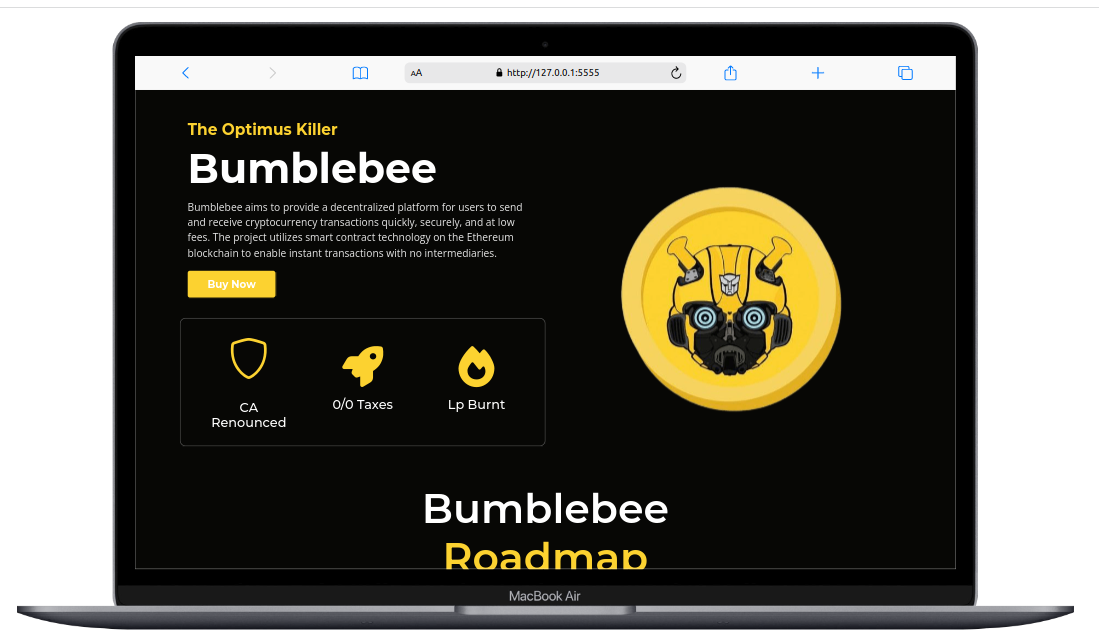 AA
http://127.0.0.1:5555
The Optimus Killer
Bumblebee
Bumblebee aims to provide a decentralized platform for users to send
and receive cryptocurrency transactions quickly, securely, and at low
fees. The project utilizes smart contract technology on the Ethereum
blockchain to enable instant transactions with no intermediaries.
Buy Now
CA
Renounced
0/0 Taxes
Lp Burnt
Bumblebee
Roadmap
MacBook Air